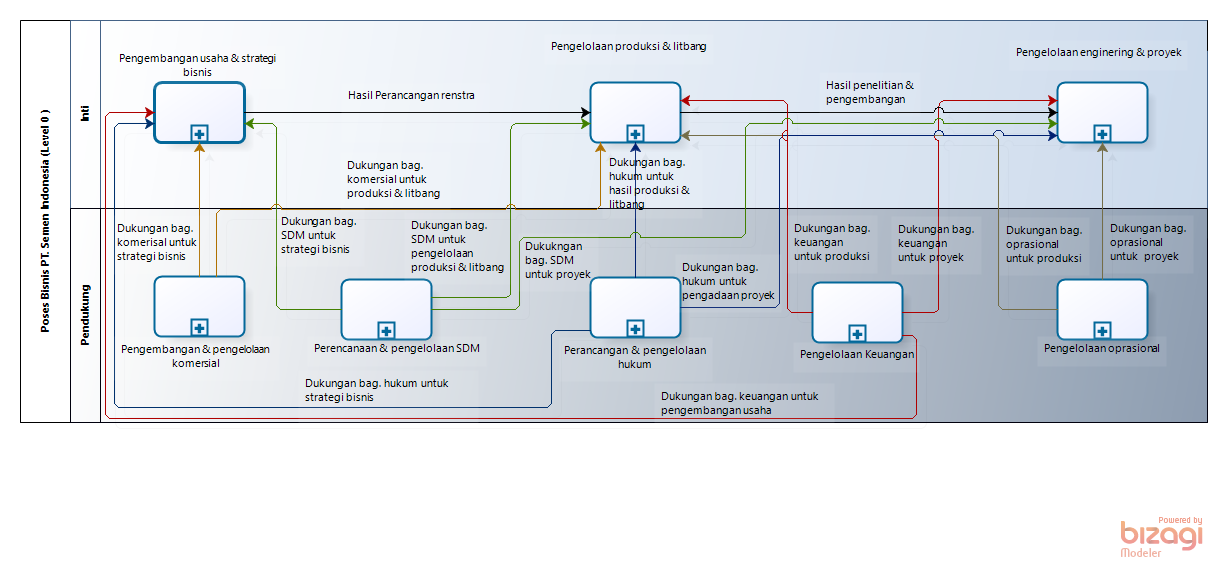 Poses Bisnis PT. Semen Indonesia (Level 0 )
Inti
Pendukung
Pengembangan usaha & strategi
bisnis
Pengelolaan produksi & litbang
Pengelolaan enginering & proyek
Hasil Perancangan renstra
Hasil penelitian &
pengembangan
Dukungan bag.
komersial untuk
produksi & litbang
Dukungan bag.
hukum untuk
hasil produksi &
litbang
Dukungan bag.
komerisal untuk
strategi bisnis
Dukungan bag.
SDM untuk
strategi bisnis
Dukungan bag.
SDM untuk
pengelolaan
produksi & litbang
Dukukngan
bag. SDM
untuk proyek
Dukungan bag.
hukum untuk
pengadaan proyek
Dukungan bag.
keuangan
untuk produksi
Dukungan bag.
keuangan
untuk proyek
Dukungan bag.
oprasional
untuk produksi
Dukungan bag.
oprasional
untuk proyek
Pengembangan & pengelolaan
komersial
Perencanaan & pengelolaan SDM
Perancangan & pengelolaan
hukum
Pengelolaan Keuangan
Pengelolaan oprasional
Dukungan bag. hukum untuk
strategi bisnis
Dukungan bag. keuangan untuk
pengembangan usaha
Powered by
bizagi
Modeler